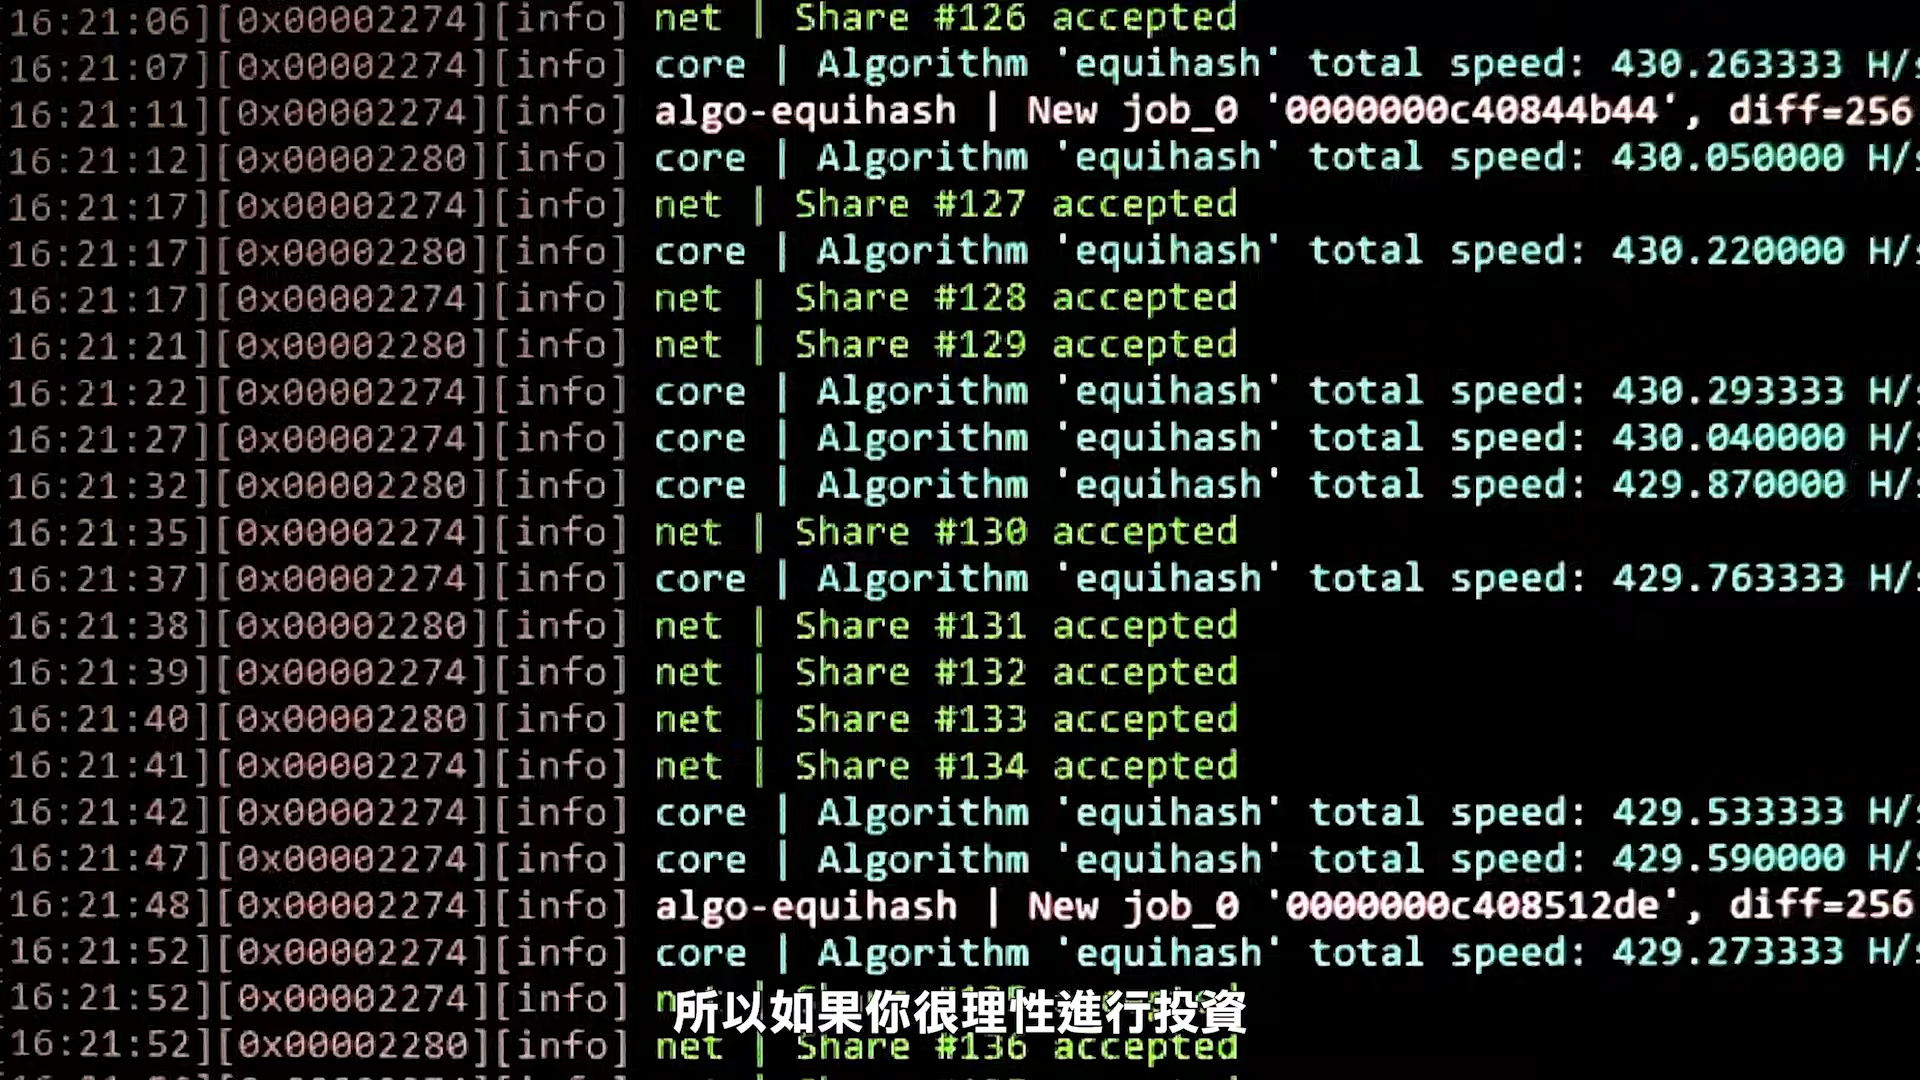 16:21:06][0x00002274][info] net | Share #126 accepted
16:21:07][0x00002274][info] core | Algorithm 'equihash' total speed: 430.263333 H/s
16:21:11][0x00002274][info] algo-equihash | New job_0 '0000000c40844b44', diff=256
16:21:12][0x00002280][info] core | Algorithm 'equihash' total speed: 430.050000 H/s
16:21:17][0x00002274][info] net | Share #127 accepted
16:21:17][0x00002280][info] core | Algorithm 'equihash' total speed: 430.220000 H/s
16:21:17][0x00002274][info] net | Share #128 accepted
16:21:21][0x00002280][info] net | Share #129 accepted
16:21:22][0x00002274][info] core | Algorithm 'equihash' total speed: 430.293333 H/s
16:21:27][0x00002274][info] core | Algorithm 'equihash' total speed: 430.040000 H/s
16:21:32][0x00002280][info] core | Algorithm 'equihash' total speed: 429.870000 H/s
16:21:35][0x00002274][info] net | Share #130 accepted
16:21:37][0x00002274][info] core | Algorithm 'equihash' total speed: 429.763333 H/s
16:21:38][0x00002280][info] net | Share #131 accepted
16:21:39][0x00002274][info] net | Share #132 accepted
16:21:40][0x00002280][info] net | Share #133 accepted
16:21:41][0x00002274][info] net | Share #134 accepted
16:21:42][0x00002274][info] core | Algorithm 'equihash' total speed: 429.533333 H/s
16:21:47][0x00002274][info] core | Algorithm 'equihash' total speed: 429.590000 H/s
16:21:48][0x00002274][info] algo-equihash | New job_0 '0000000c408512de', diff=256
16:21:52][0x00002274][info] core | Algorithm 'equihash' total speed: 429.273333 H/s
16:21:52][0x00002274][info]
所以如果你很理性進行投資
16:21:52][0x00002280][info] net | Share #136 accepted